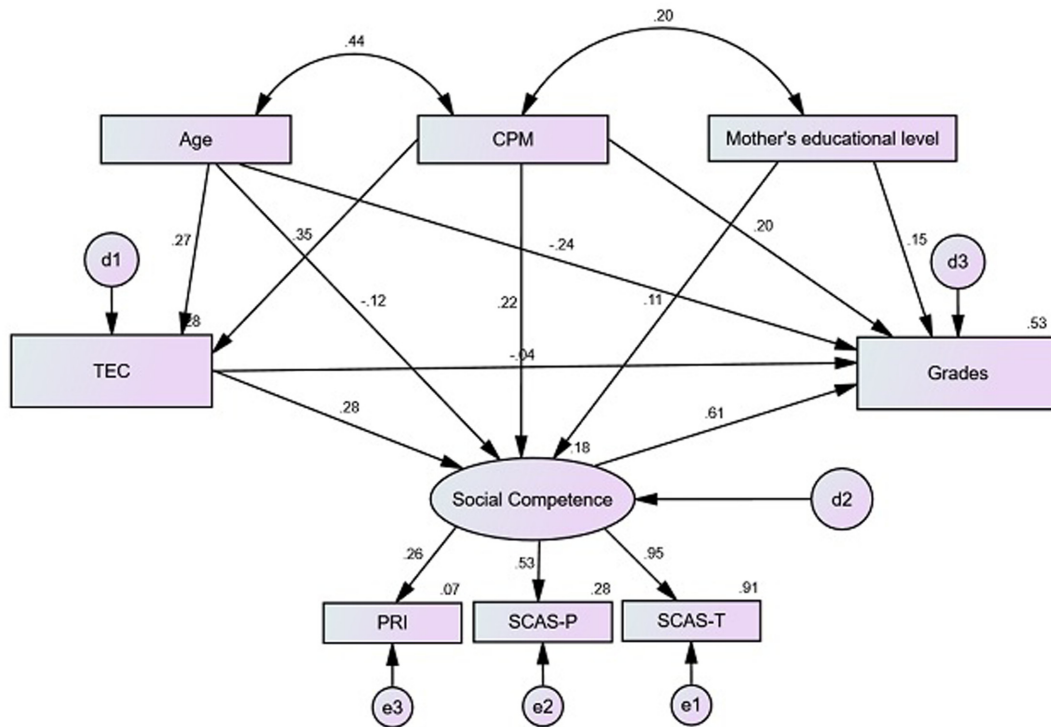 .44
.20
Age
CPM
Mother's educational level
.27
.35
-.24
.20
.15
d1
d3
-.12
.22
.11
.28
.53
TEC
-.04
Grades
.28
.61
.18
Social Competence
d2
.26
.53
.95
.07
.28
.91
PRI
SCAS-P
SCAS-T
e3
e2
e1